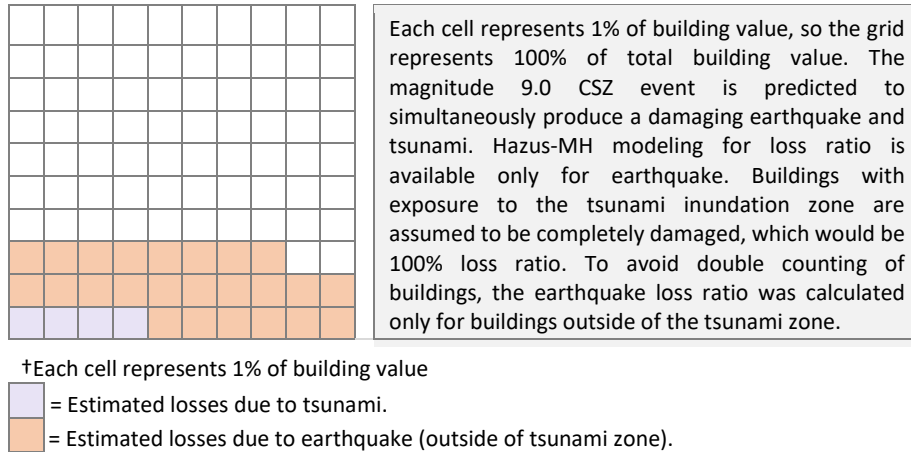 Each cell represents 1% of building value, so the grid
represents 100% of total building value. The
magnitude 9.0 CSZ event is predicted to
simultaneously produce a damaging earthquake and
tsunami. Hazus-MH modeling for loss ratio is
available only for earthquake. Buildings with
exposure to the tsunami inundation zone are
assumed to be completely damaged, which would be
100% loss ratio. To avoid double counting of
buildings, the earthquake loss ratio was calculated
only for buildings outside of the tsunami zone.
†Each cell represents 1% of building value
= Estimated losses due to tsunami.
= Estimated losses due to earthquake (outside of tsunami zone).